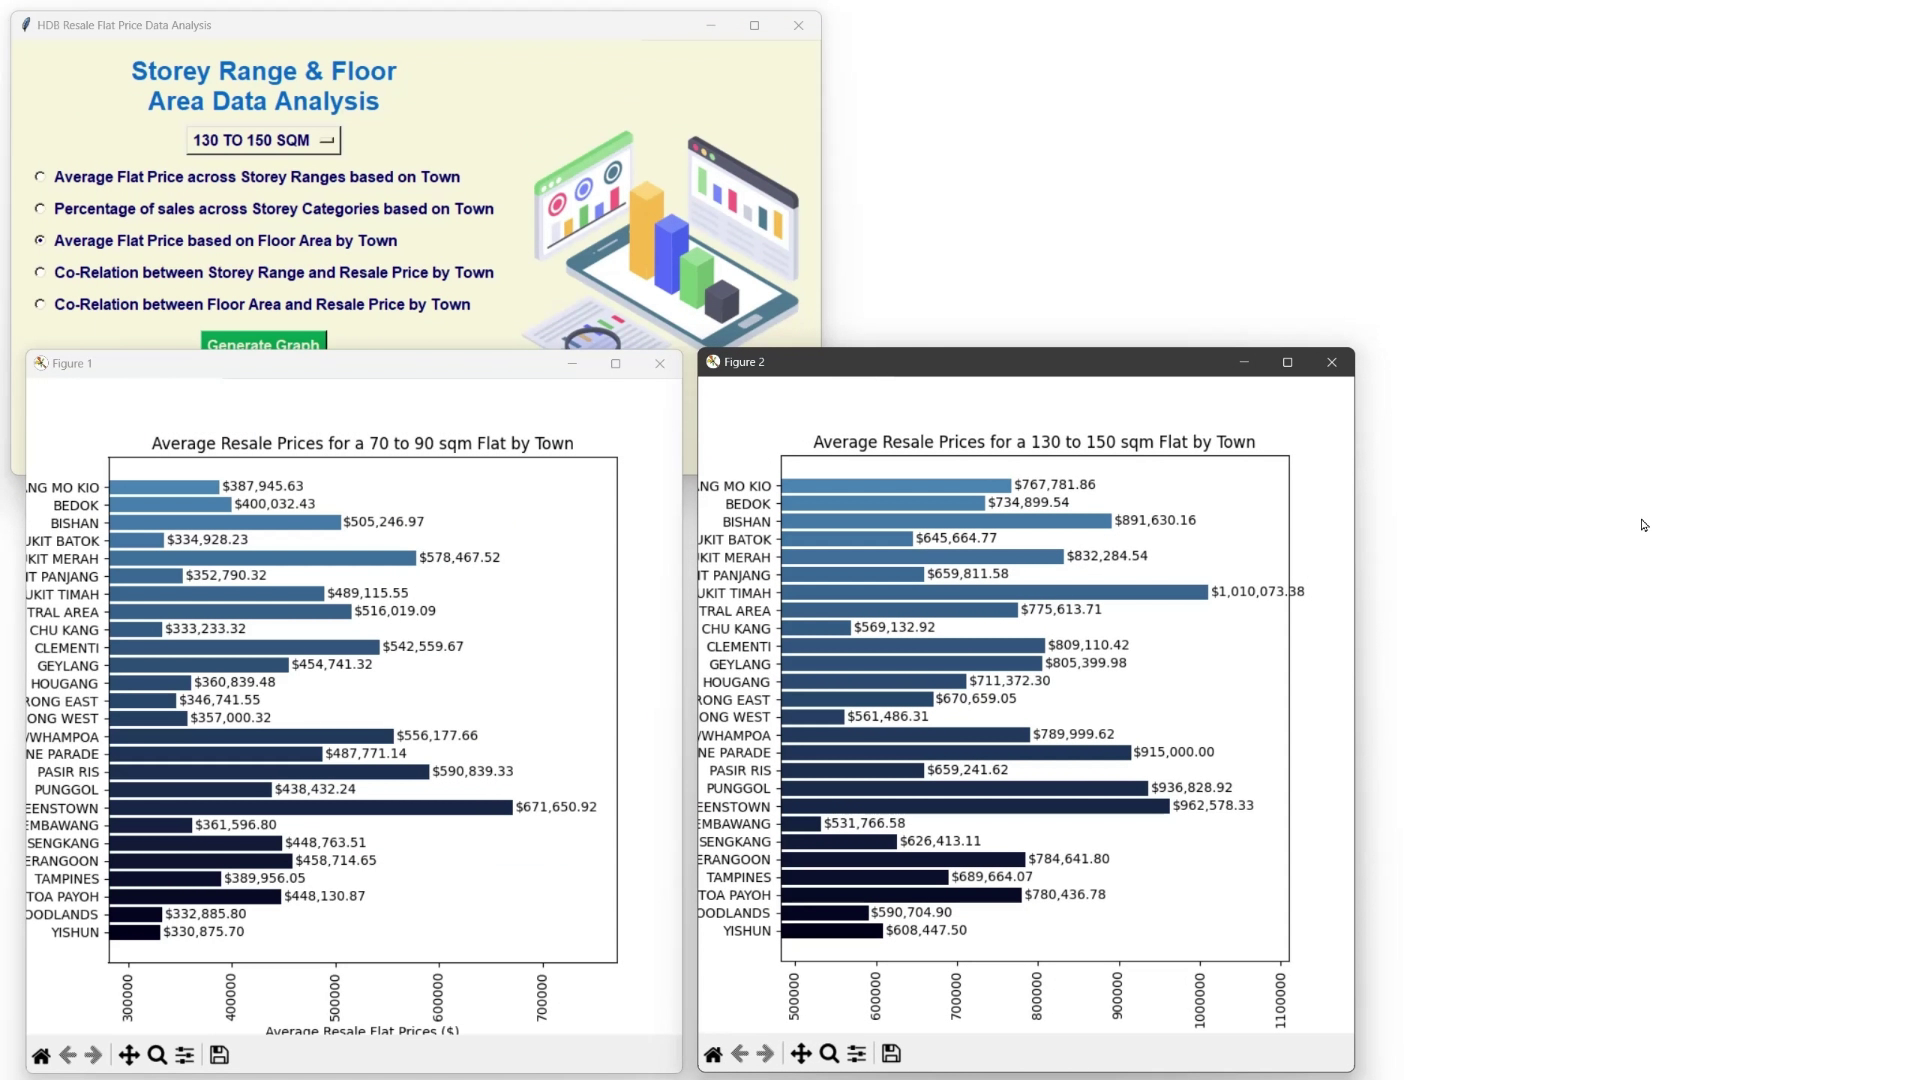 HDB Resale Flat Price Data Analysis
Storey Range & Floor
Area Data Analysis
130 TO 150 SQM
Average Flat Price across Storey Ranges based on Town
Percentage of sales across Storey Categories based on Town
Average Flat Price based on Floor Area by Town
Co-Relation between Storey Range and Resale Price by Town
Co-Relation between Floor Area and Resale Price by Town
Generate Graph
Figure 1
Average Resale Prices for a 70 to 90 sqm Flat by Town
NG MO KIO $387,945.63
BEDOK $400,032.43
BISHAN $505,246.97
UKIT BATOK $334,928.23
UKIT MERAH $578,467.52
IT PANJANG $352,790.32
UKIT TIMAH $489,115.55
TRAL AREA $516,019.09
CHU KANG $333,233.32
CLEMENTI $542,559.67
GEYLANG $454,741.32
HOUGANG $360,839.48
RONG EAST $346,741.55
ONG WEST $357,000.32
/WHAMPOA $556,177.66
NE PARADE $487,771.14
PASIR RIS $590,839.33
PUNGGOL $438,432.24
EENSTOWN $671,650.92
EMBAWANG $361,596.80
SENGKANG $448,763.51
ERANGOON $458,714.65
TAMPINES $389,956.05
TOA PAYOH $448,130.87
OODLANDS $332,885.80
YISHUN $330,875.70
300000 400000 500000 600000 700000
Average Resale Flat Prices ($)
Figure 2
Average Resale Prices for a 130 to 150 sqm Flat by Town
NG MO KIO $767,781.86
BEDOK $734,899.54
BISHAN $891,630.16
UKIT BATOK $645,664.77
UKIT MERAH $832,284.54
IT PANJANG $659,811.58
UKIT TIMAH $1,010,073.38
TRAL AREA $775,613.71
CHU KANG $569,132.92
CLEMENTI $809,110.42
GEYLANG $805,399.98
HOUGANG $711,372.30
RONG EAST $670,659.05
ONG WEST $561,486.31
/WHAMPOA $789,999.62
NE PARADE $915,000.00
PASIR RIS $659,241.62
PUNGGOL $936,828.92
EENSTOWN $962,578.33
EMBAWANG $531,766.58
SENGKANG $626,413.11
ERANGOON $784,641.80
TAMPINES $689,664.07
TOA PAYOH $780,436.78
OODLANDS $590,704.90
YISHUN $608,447.50
500000 600000 700000 800000 900000 1000000 1100000